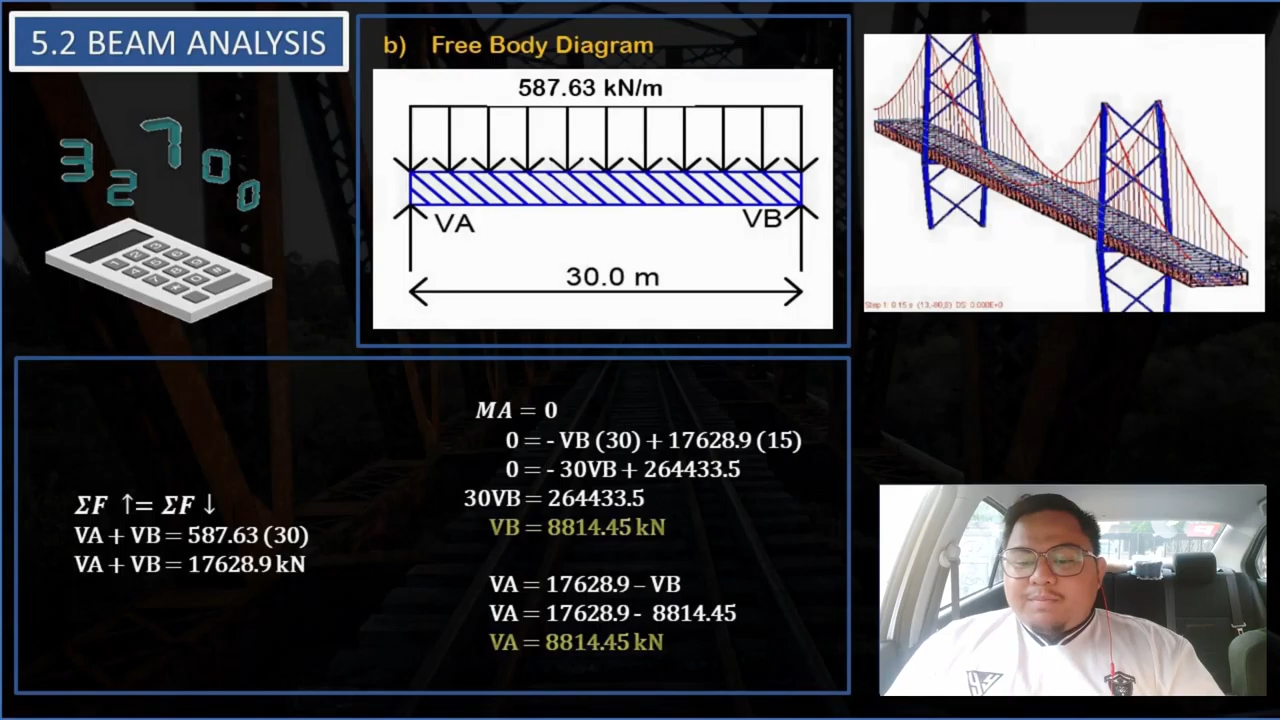 5.2 BEAM ANALYSIS
3 2 7 0 0
b) Free Body Diagram
587.63 kN/m
VA
VB
30.0 m
ΣF ↑= ΣF ↓
VA + VB = 587.63 (30)
VA + VB = 17628.9 kN
MA = 0
0 = - VB (30) + 17628.9 (15)
0 = - 30VB + 264433.5
30VB = 264433.5
VB = 8814.45 kN
VA = 17628.9 – VB
VA = 17628.9 - 8814.45
VA = 8814.45 kN